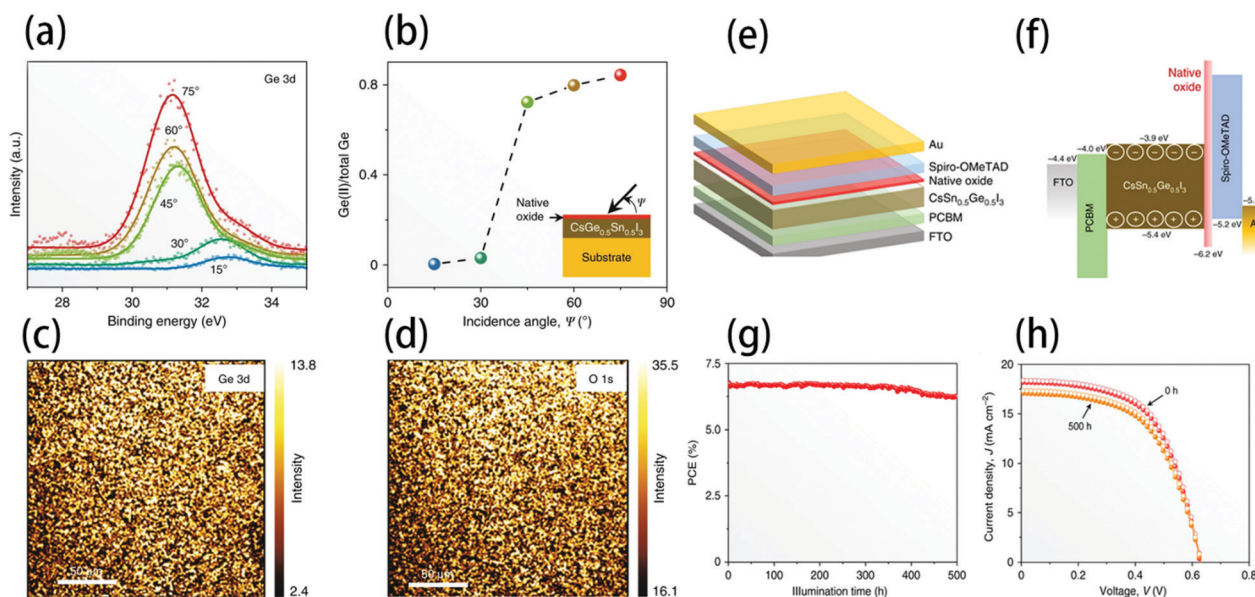 (a)
Ge 3d
75°
60°
45°
30°
15°
Intensity (a.u.)
28
30
32
34
Binding energy (eV)
(b)
0.8
0.4
0
Ge(II)/total Ge
Native
oxide
Ψ
CsGe0.5Sn0.5I3
Substrate
0
30
60
90
Incidence angle, Ψ (°)
(e)
Au
Spiro-OMeTAD
Native oxide
CsSn0.5Ge0.5I3
PCBM
FTO
(f)
Native
oxide
−3.9 eV
−4.0 eV
−4.4 eV
FTO
PCBM
CsSn0.5Ge0.5I3
Spiro-OMeTAD
−5.4 eV
−5.2 eV
−6.2 eV
(c)
Ge 3d
13.8
Intensity
2.4
50 μm
(d)
O 1s
35.5
Intensity
16.1
50 μm
(g)
7.5
5.0
2.5
0
PCE (%)
0
100
200
300
400
500
Illumination time (h)
(h)
20
15
10
5
0
Current density, J (mA cm−2)
0 h
500 h
0
0.2
0.4
0.6
0.8
Voltage, V (V)